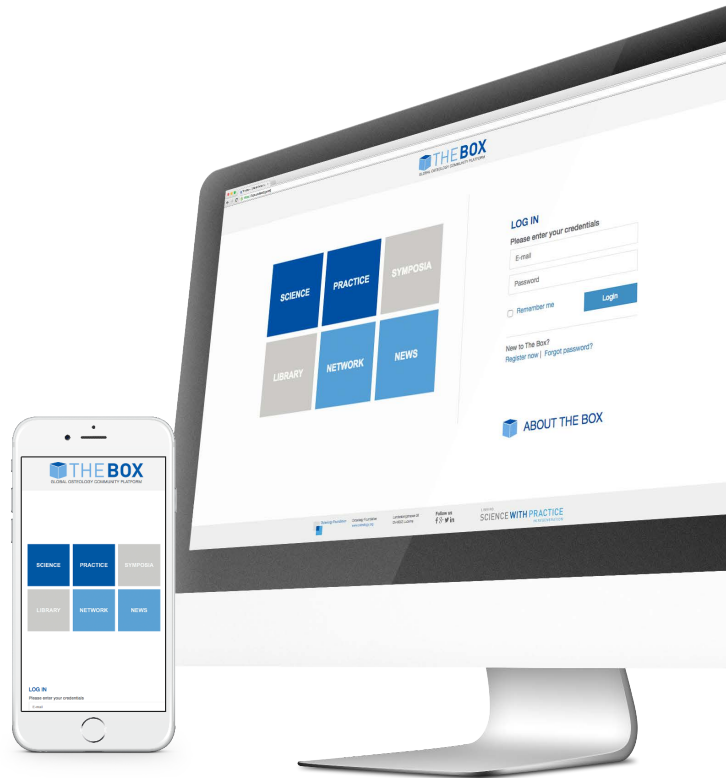 THE BOX
GLOBAL OSTEOLOGY COMMUNITY PLATFORM
SCIENCE
PRACTICE
SYMPOSIA
LIBRARY
NETWORK
NEWS
LOG IN
Please enter your credentials
E-mail
Password
Remember me
Login
New to The Box?
Register now | Forgot password?
ABOUT THE BOX
Osteology Foundation
Follow us
SCIENCE WITH PRACTICE
THE BOX
GLOBAL OSTEOLOGY COMMUNITY PLATFORM
SCIENCE PRACTICE SYMPOSIA
LIBRARY NETWORK NEWS
LOG IN
Please enter your credentials
E-mail